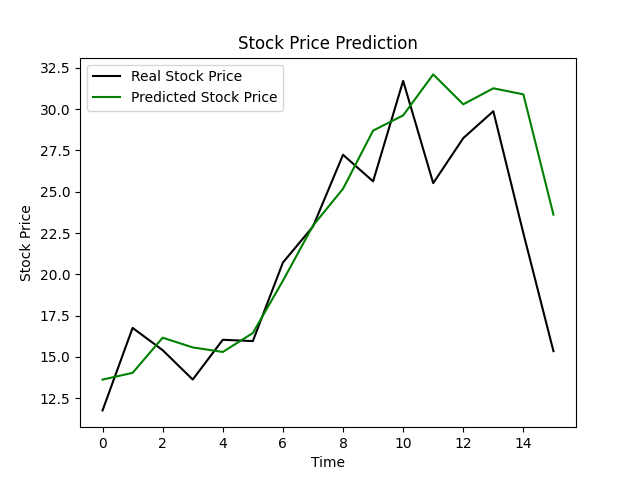 Stock Price Prediction
Real Stock Price
Predicted Stock Price
32.5
30.0
27.5
25.0
22.5
20.0
17.5
15.0
12.5
Stock Price
0 2 4 6 8 10 12 14
Time